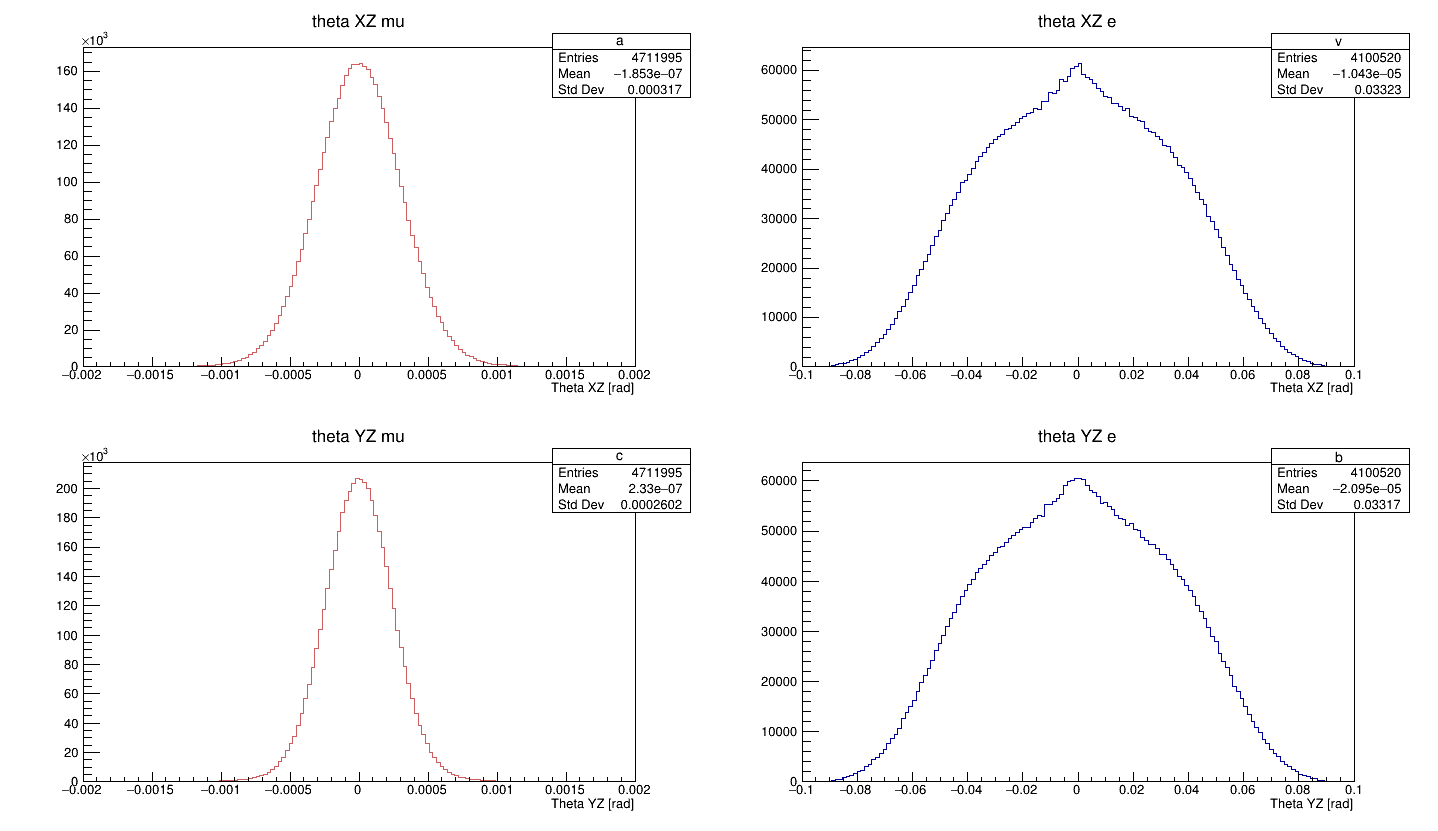 theta XZ mu
×10³
a
Entries 4711995
Mean −1.853e−07
Std Dev 0.000317
160
140
120
100
80
60
40
20
0
−0.002 −0.0015 −0.001 −0.0005 0 0.0005 0.001 0.0015 0.002
Theta XZ [rad]
theta XZ e
v
Entries 4100520
Mean −1.043e−05
Std Dev 0.03323
60000
50000
40000
30000
20000
10000
0
−0.1 −0.08 −0.06 −0.04 −0.02 0 0.02 0.04 0.06 0.08 0.1
Theta XZ [rad]
theta YZ mu
×10³
c
Entries 4711995
Mean 2.33e−07
Std Dev 0.0002602
200
180
160
140
120
100
80
60
40
20
0
−0.002 −0.0015 −0.001 −0.0005 0 0.0005 0.001 0.0015 0.002
Theta YZ [rad]
theta YZ e
b
Entries 4100520
Mean −2.095e−05
Std Dev 0.03317
60000
50000
40000
30000
20000
10000
0
−0.1 −0.08 −0.06 −0.04 −0.02 0 0.02 0.04 0.06 0.08 0.1
Theta YZ [rad]